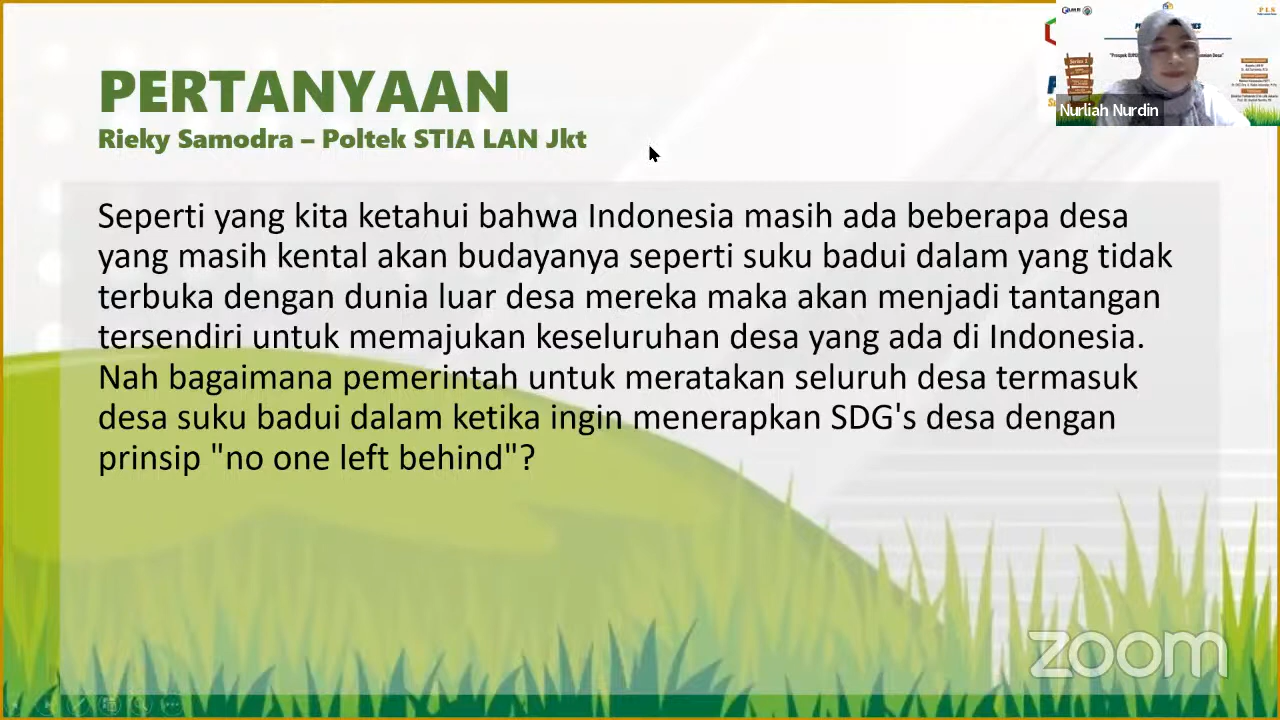 PERTANYAAN
Rieky Samodra – Poltek STIA LAN Jkt
Seperti yang kita ketahui bahwa Indonesia masih ada beberapa desa
yang masih kental akan budayanya seperti suku badui dalam yang tidak
terbuka dengan dunia luar desa mereka maka akan menjadi tantangan
tersendiri untuk memajukan keseluruhan desa yang ada di Indonesia.
Nah bagaimana pemerintah untuk meratakan seluruh desa termasuk
desa suku badui dalam ketika ingin menerapkan SDG's desa dengan
prinsip "no one left behind"?
Nurliah Nurdin
zoom